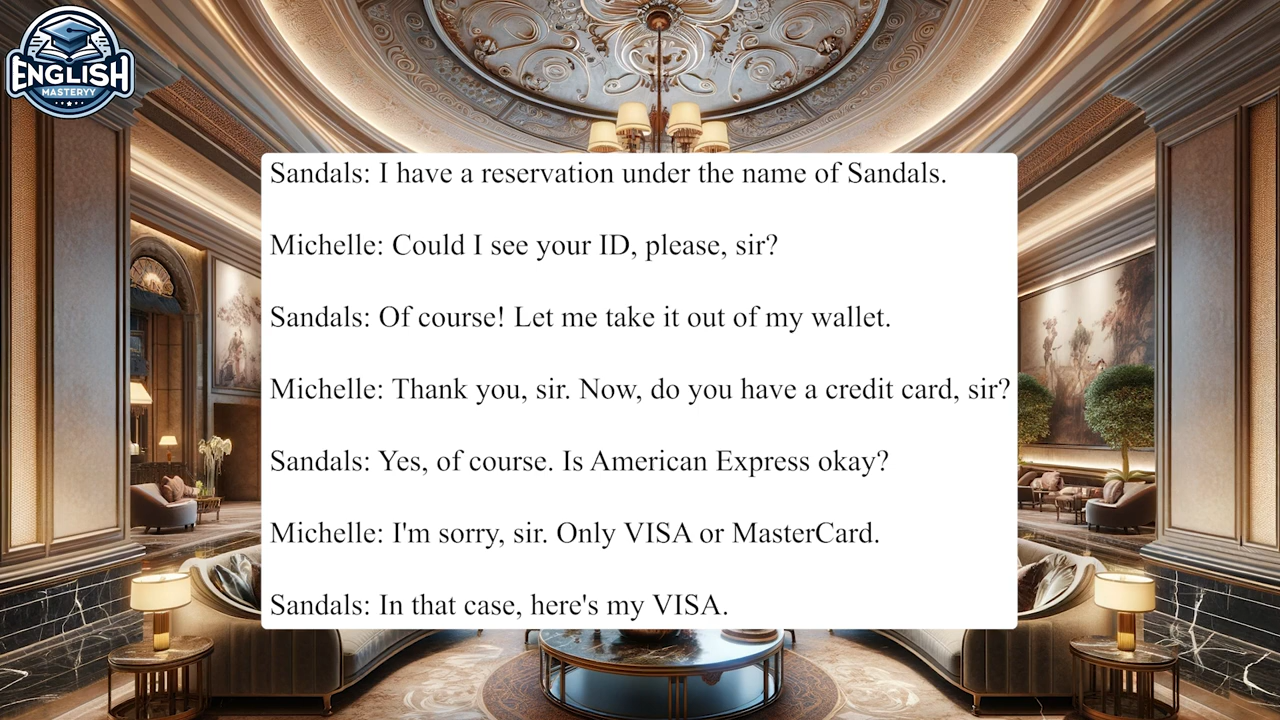 ENGLISH
MASTERYY
Sandals: I have a reservation under the name of Sandals.
Michelle: Could I see your ID, please, sir?
Sandals: Of course! Let me take it out of my wallet.
Michelle: Thank you, sir. Now, do you have a credit card, sir?
Sandals: Yes, of course. Is American Express okay?
Michelle: I'm sorry, sir. Only VISA or MasterCard.
Sandals: In that case, here's my VISA.